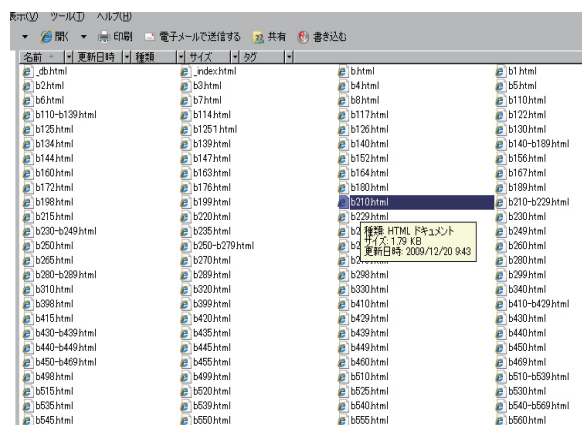 表示(V) ツール(T) ヘルプ(H)
開く 印刷 電子メールで送信する 共有 書き込む
名前 更新日時 種類 サイズ タグ
_db.html _index.html b.html b1.html
b2.html b3.html b4.html b5.html
b6.html b7.html b8.html b110.html
b110-b139.html b114.html b117.html b122.html
b125.html b1251.html b126.html b130.html
b134.html b139.html b140.html b140-b189.html
b144.html b147.html b152.html b156.html
b160.html b163.html b164.html b167.html
b172.html b176.html b180.html b189.html
b198.html b199.html b210.html b210-b229.html
b215.html b220.html b229.html b230.html
b230-b249.html b235.html 種類: HTML ドキュメント b249.html
b250.html b250-b279.html サイズ: 1.79 KB b260.html
b265.html b270.html 更新日時: 2009/12/20 9:43 b280.html
b280-b289.html b289.html b298.html b299.html
b310.html b320.html b330.html b340.html
b398.html b399.html b410.html b410-b429.html
b415.html b420.html b429.html b430.html
b430-b439.html b435.html b439.html b440.html
b440-b449.html b445.html b449.html b450.html
b450-b469.html b455.html b460.html b469.html
b498.html b499.html b510.html b510-b539.html
b515.html b520.html b525.html b530.html
b535.html b539.html b540.html b540-b569.html
b545.html b550.html b555.html b560.html